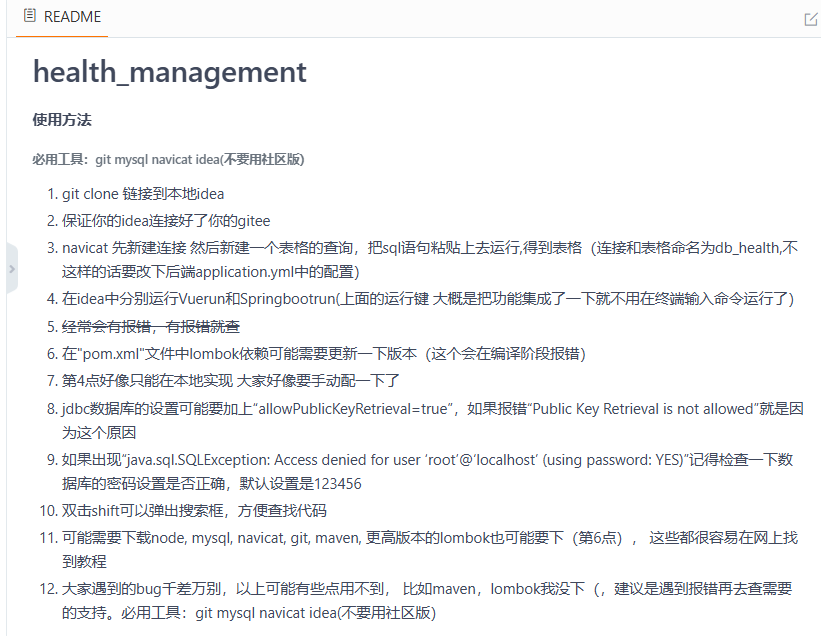 README
health_management
使用方法
必用工具：git mysql navicat idea(不要用社区版)
1. git clone 链接到本地idea
2. 保证你的idea连接好了你的gitee
3. navicat 先新建连接 然后新建一个表格的查询，把sql语句粘贴上去运行,得到表格（连接和表格命名为db_health,不
这样的话要改下后端application.yml中的配置）
4. 在idea中分别运行Vuerun和Springbootrun(上面的运行键 大概是把功能集成了一下就不用在终端输入命令运行了)
5. 经常会有报错，有报错就查
6. 在"pom.xml"文件中lombok依赖可能需要更新一下版本（这个会在编译阶段报错）
7. 第4点好像只能在本地实现 大家好像要手动配一下了
8. jdbc数据库的设置可能要加上“allowPublicKeyRetrieval=true”，如果报错“Public Key Retrieval is not allowed”就是因
为这个原因
9. 如果出现“java.sql.SQLException: Access denied for user ‘root’@‘localhost’ (using password: YES)”记得检查一下数
据库的密码设置是否正确，默认设置是123456
10. 双击shift可以弹出搜索框，方便查找代码
11. 可能需要下载node, mysql, navicat, git, maven, 更高版本的lombok也可能要下（第6点）， 这些都很容易在网上找
到教程
12. 大家遇到的bug千差万别，以上可能有些点用不到， 比如maven，lombok我没下（，建议是遇到报错再去查需要
的支持。必用工具：git mysql navicat idea(不要用社区版)